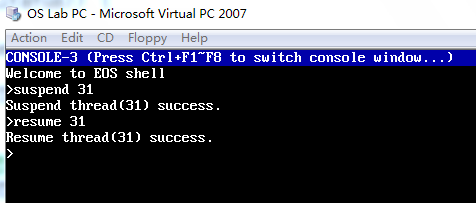 OS Lab PC - Microsoft Virtual PC 2007
Action Edit CD Floppy Help
CONSOLE-3 (Press Ctrl+F1~F8 to switch console window...)
Welcome to EOS shell
>suspend 31
Suspend thread(31) success.
>resume 31
Resume thread(31) success.
>